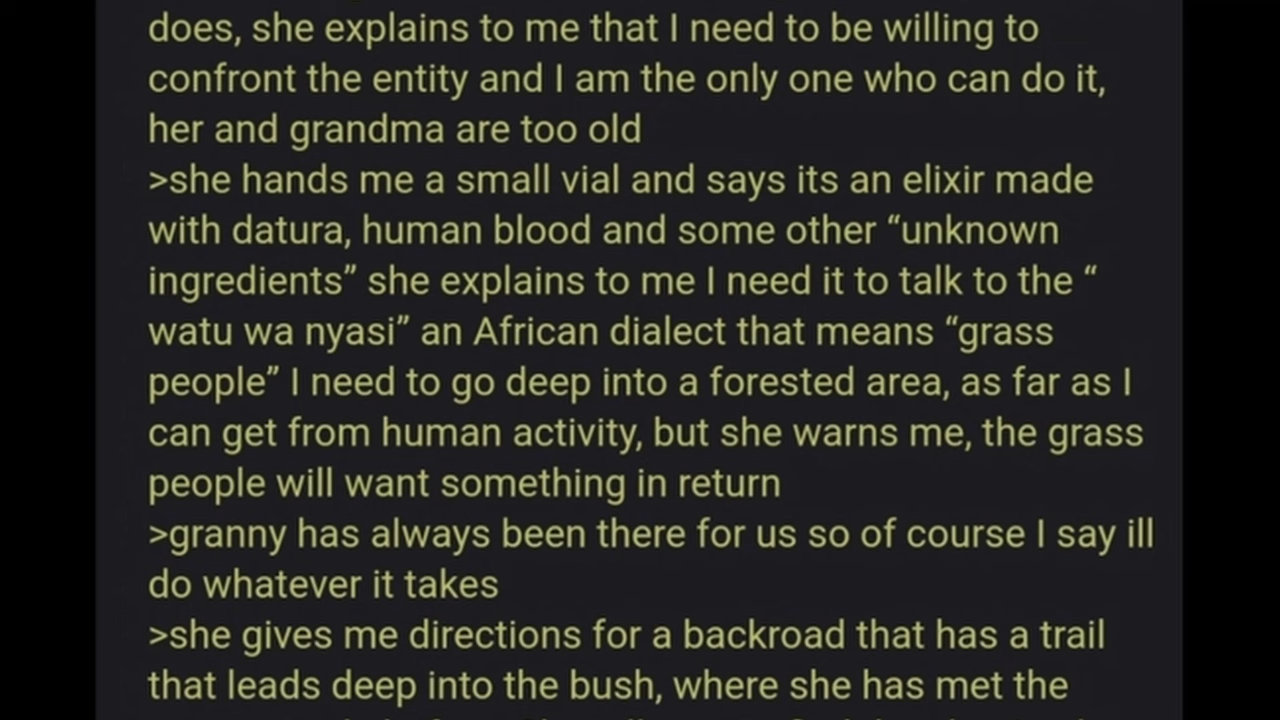 does, she explains to me that I need to be willing to
confront the entity and I am the only one who can do it,
her and grandma are too old
>she hands me a small vial and says its an elixir made
with datura, human blood and some other “unknown
ingredients” she explains to me I need it to talk to the “
watu wa nyasi” an African dialect that means “grass
people” I need to go deep into a forested area, as far as I
can get from human activity, but she warns me, the grass
people will want something in return
>granny has always been there for us so of course I say ill
do whatever it takes
>she gives me directions for a backroad that has a trail
that leads deep into the bush, where she has met the